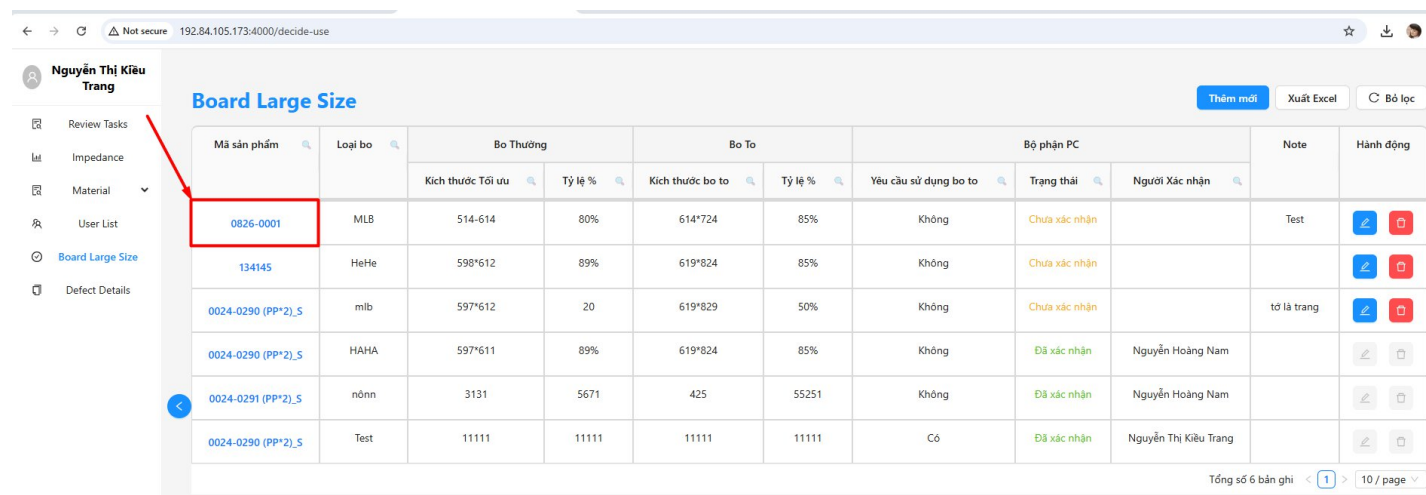 Not secure 192.84.105.173:4000/decide-use
Nguyễn Thị Kiều
Trang
Review Tasks
Impedance
Material
User List
Board Large Size
Defect Details
Board Large Size
Thêm mới Xuất Excel Bỏ lọc
Mã sản phẩm Loại bo Bo Thường Bo To Bộ phận PC Note Hành động
Kích thước Tối ưu Tỷ lệ % Kích thước bo to Tỷ lệ % Yêu cầu sử dụng bo to Trạng thái Người Xác nhận
0826-0001 MLB 514-614 80% 614*724 85% Không Chưa xác nhận Test
134145 HeHe 598*612 89% 619*824 85% Không Chưa xác nhận
0024-0290 (PP*2)_S mlb 597*612 20 619*829 50% Không Chưa xác nhận tớ là trang
0024-0290 (PP*2)_S HAHA 597*611 89% 619*824 85% Không Đã xác nhận Nguyễn Hoàng Nam
0024-0291 (PP*2)_S nônn 3131 5671 425 55251 Không Đã xác nhận Nguyễn Hoàng Nam
0024-0290 (PP*2)_S Test 11111 11111 11111 11111 Có Đã xác nhận Nguyễn Thị Kiều Trang
Tổng số 6 bản ghi < 1 > 10 / page